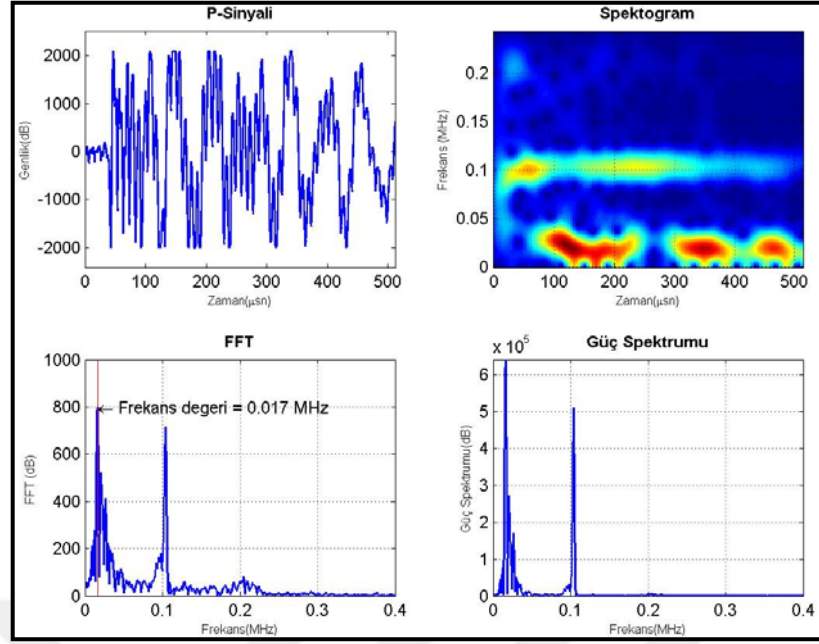 P-Sinyali
Genlik(dB)
2000
1000
0
-1000
-2000
0 100 200 300 400 500
Zaman(μsn)
Spektogram
Frekans (MHz)
0.2
0.15
0.1
0.05
0
0 100 200 300 400 500
Zaman(μsn)
FFT
FFT (dB)
1000
800
600
400
200
0
← Frekans degeri = 0.017 MHz
0 0.1 0.2 0.3 0.4
Frekans(MHz)
Güç Spektrumu
x 10^5
Güç Spektrumu(dB)
6
5
4
3
2
1
0
0 0.1 0.2 0.3 0.4
Frekans(MHz)